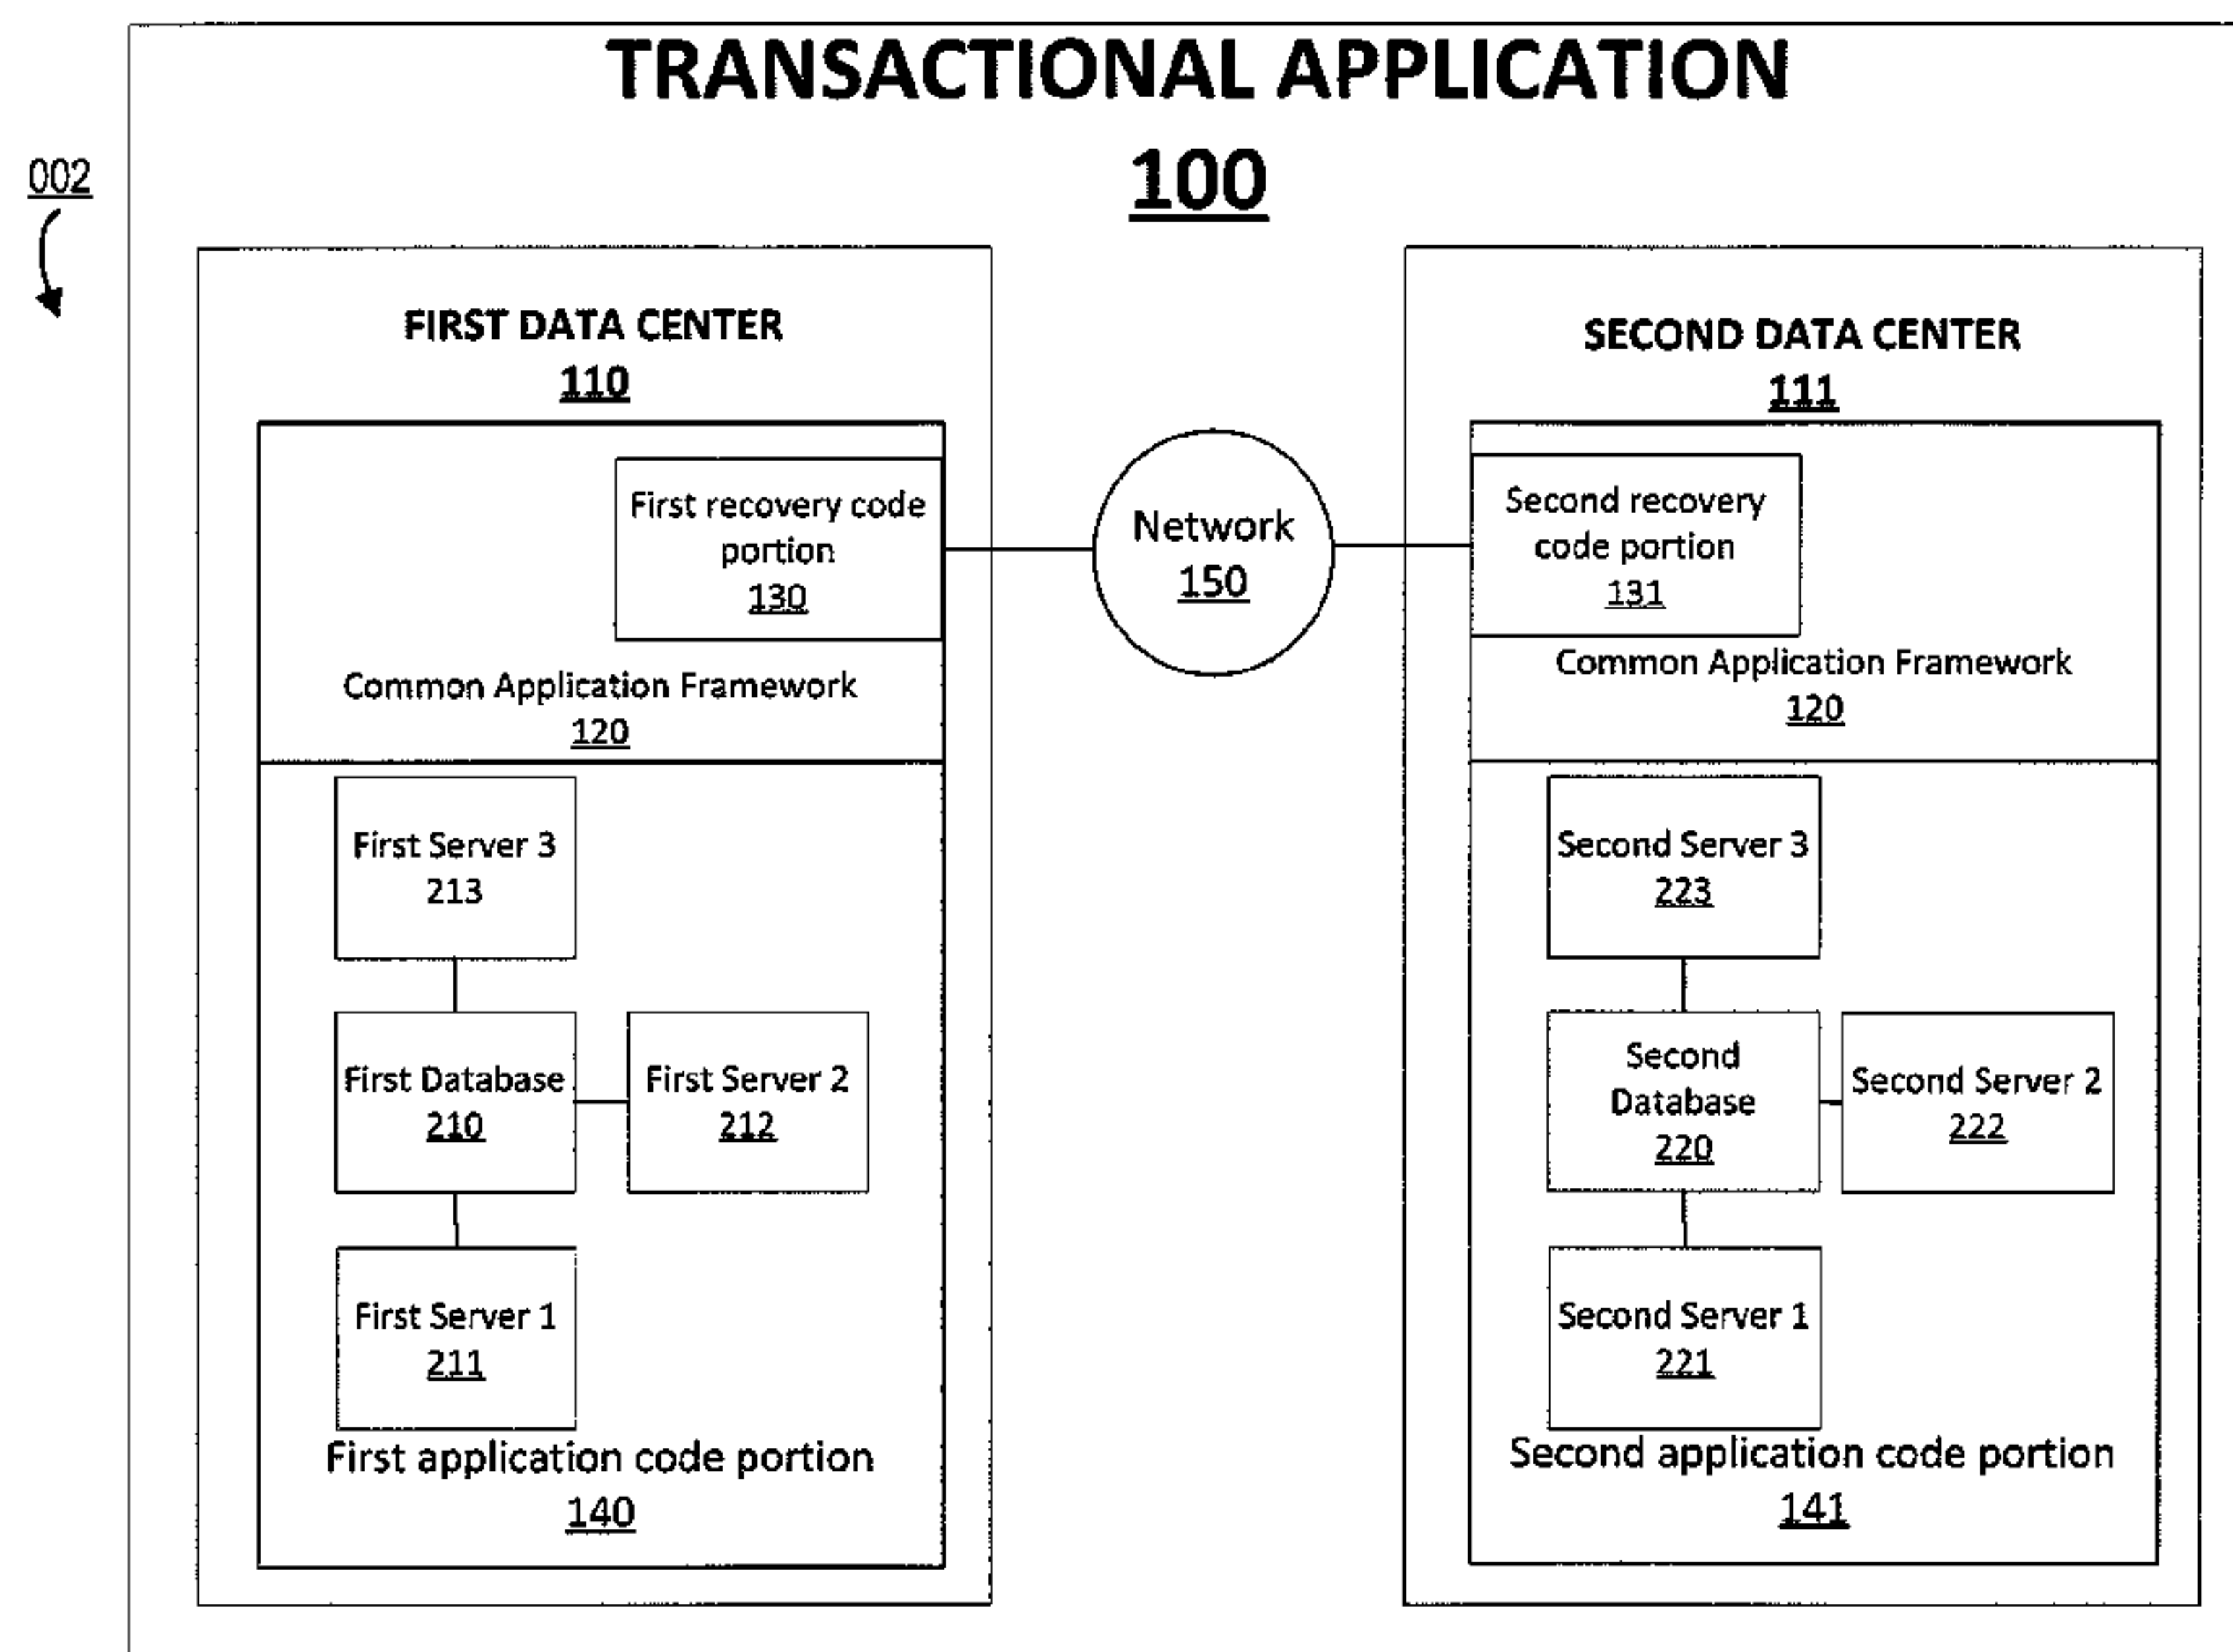 TRANSACTIONAL APPLICATION
100
002
FIRST DATA CENTER
110
First recovery code
portion
130
Common Application Framework
120
First Server 3
213
First Database
210
First Server 2
212
First Server 1
211
First application code portion
140
Network
150
SECOND DATA CENTER
111
Second recovery
code portion
131
Common Application Framework
120
Second Server 3
223
Second
Database
220
Second Server 2
222
Second Server 1
221
Second application code portion
141